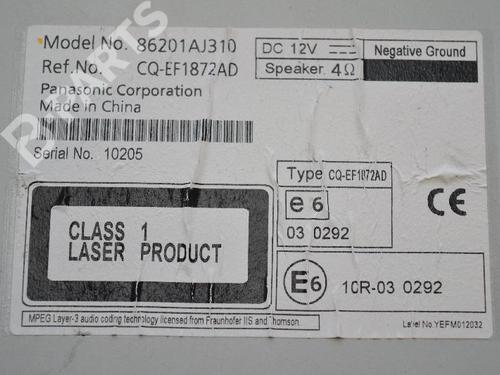 Model No. 86201AJ310
Ref.No. CQ-EF1872AD
Panasonic Corporation
Made in China
Serial No. 10205
DC 12V
Negative Ground
Speaker 4Ω
Type CQ-EF1872AD
e 6
03 0292
CE
E6
10R-03 0292
CLASS 1
LASER PRODUCT
MPEG Layer-3 audio coding technology licensed from Fraunhofer IIS and Thomson.
Label No.YEFM012032
B-PARTS